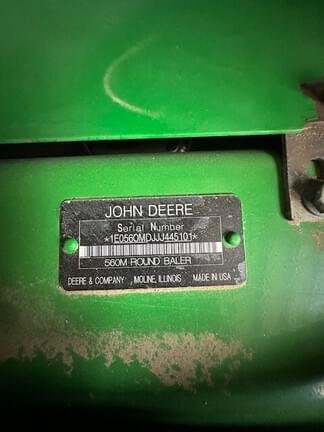 JOHN DEERE
Serial Number
*1E0560MDJJJ445101*
560M ROUND BALER
DEERE & COMPANY , MOLINE, ILLINOIS MADE IN USA